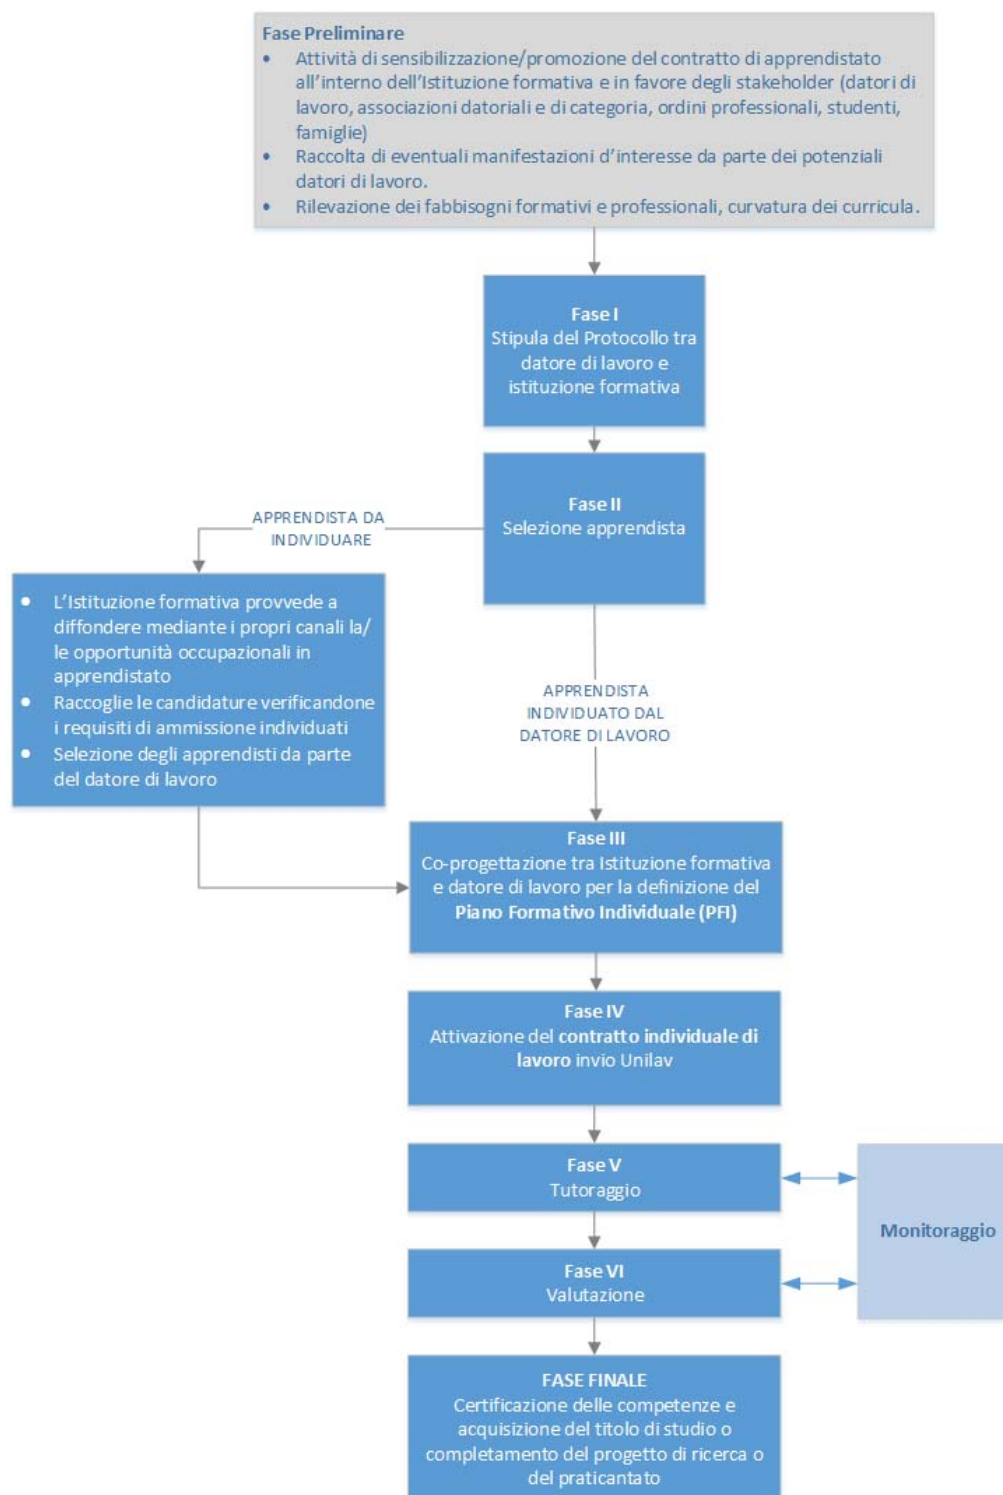 Fase Preliminare
• Attività di sensibilizzazione/promozione del contratto di apprendistato
all'interno dell'Istituzione formativa e in favore degli stakeholder (datori di
lavoro, associazioni datoriali e di categoria, ordini professionali, studenti,
famiglie)
• Raccolta di eventuali manifestazioni d'interesse da parte dei potenziali
datori di lavoro.
• Rilevazione dei fabbisogni formativi e professionali, curvatura dei curricula.
Fase I
Stipula del Protocollo tra
datore di lavoro e
istituzione formativa
Fase II
Selezione apprendista
APPRENDISTA DA
INDIVIDUARE
• L'Istituzione formativa provvede a
diffondere mediante i propri canali la/
le opportunità occupazionali in
apprendistato
• Raccoglie le candidature verificandone
i requisiti di ammissione individuati
• Selezione degli apprendisti da parte
del datore di lavoro
APPRENDISTA
INDIVIDUATO DAL
DATORE DI LAVORO
Fase III
Co-progettazione tra Istituzione formativa
e datore di lavoro per la definizione del
Piano Formativo Individuale (PFI)
Fase IV
Attivazione del contratto individuale di
lavoro invio Unilav
Fase V
Tutoraggio
Monitoraggio
Fase VI
Valutazione
FASE FINALE
Certificazione delle competenze e
acquisizione del titolo di studio o
completamento del progetto di ricerca o
del praticantato